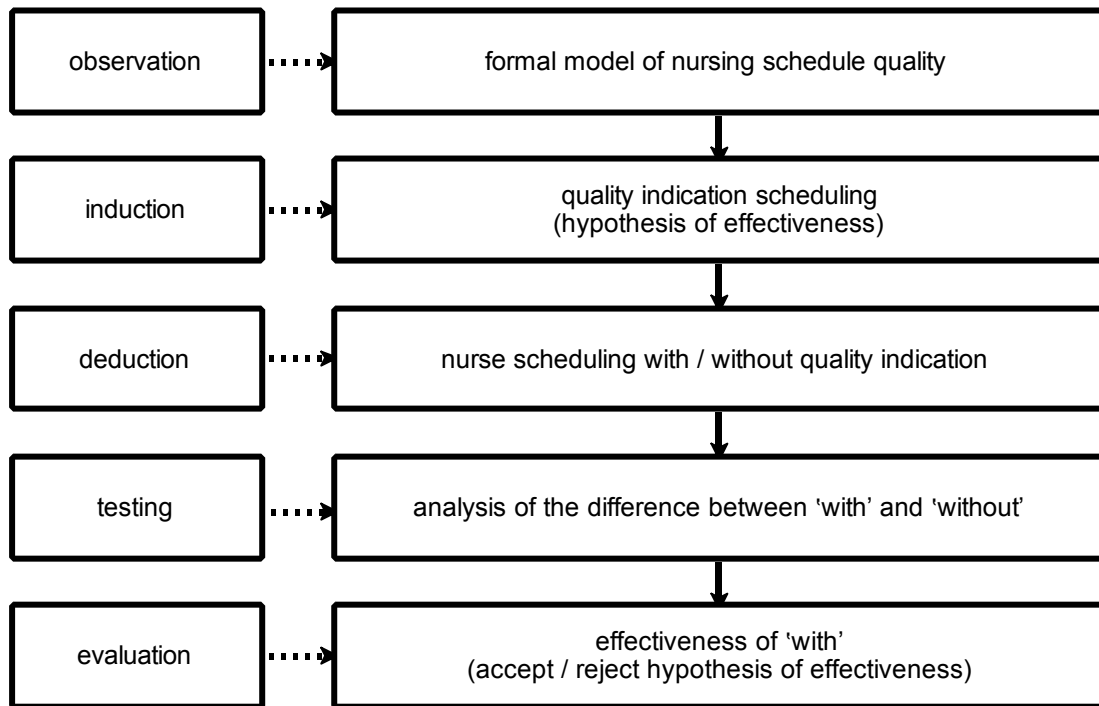 observation
formal model of nursing schedule quality
induction
quality indication scheduling
(hypothesis of effectiveness)
deduction
nurse scheduling with / without quality indication
testing
analysis of the difference between ‘with’ and ‘without’
evaluation
effectiveness of ‘with’
(accept / reject hypothesis of effectiveness)